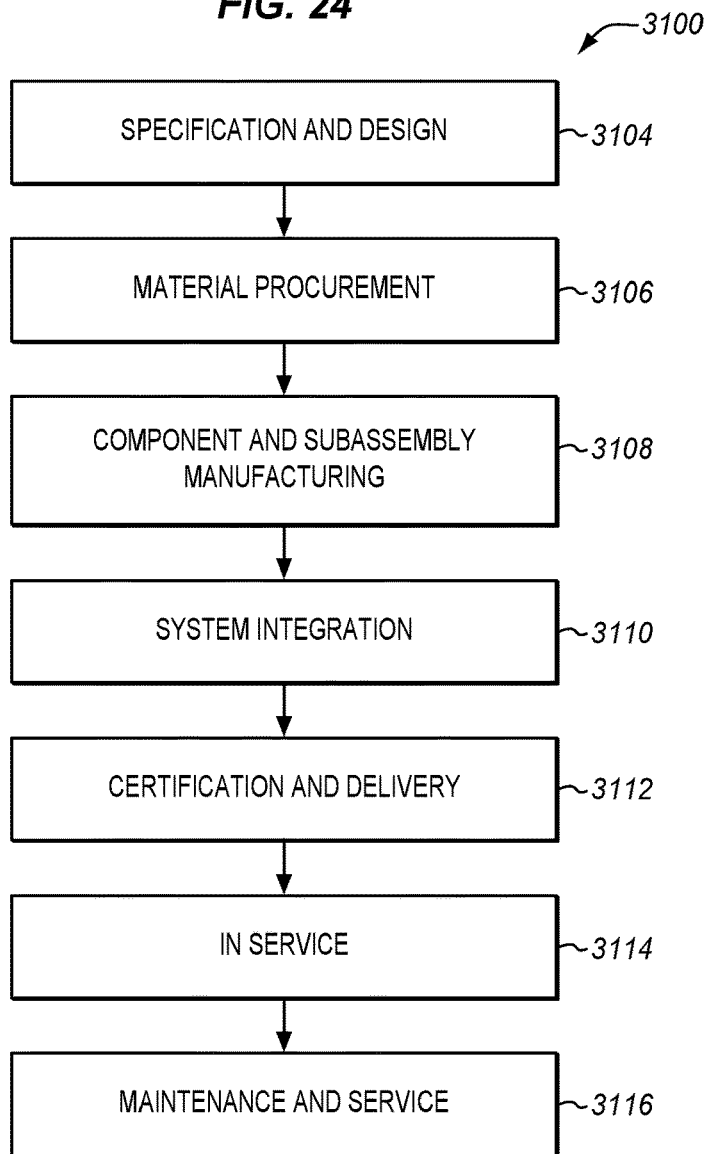 FIG. 24
3100
SPECIFICATION AND DESIGN
3104
MATERIAL PROCUREMENT
3106
COMPONENT AND SUBASSEMBLY
MANUFACTURING
3108
SYSTEM INTEGRATION
3110
CERTIFICATION AND DELIVERY
3112
IN SERVICE
3114
MAINTENANCE AND SERVICE
3116